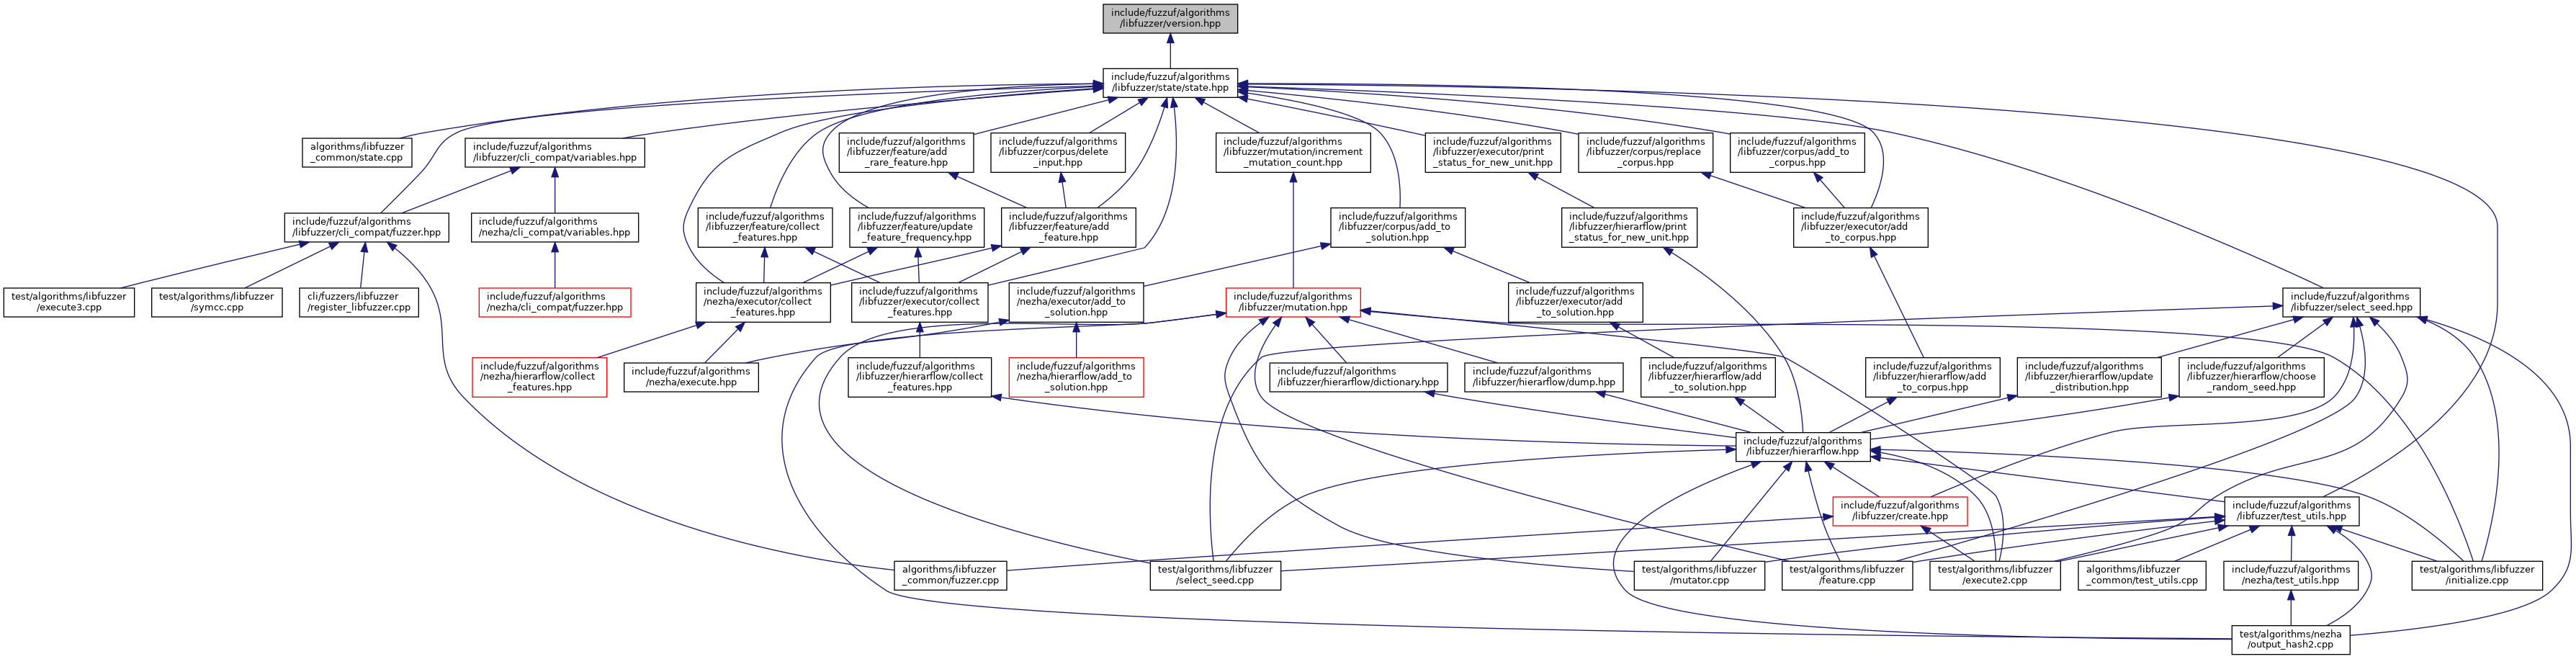 include/fuzzuf/algorithms
/libfuzzer/version.hpp
include/fuzzuf/algorithms
/libfuzzer/state/state.hpp
algorithms/libfuzzer
_common/state.cpp
include/fuzzuf/algorithms
/libfuzzer/cli_compat/variables.hpp
include/fuzzuf/algorithms
/libfuzzer/feature/add
_rare_feature.hpp
include/fuzzuf/algorithms
/libfuzzer/corpus/delete
_input.hpp
include/fuzzuf/algorithms
/libfuzzer/mutation/increment
_mutation_count.hpp
include/fuzzuf/algorithms
/libfuzzer/executor/print
_status_for_new_unit.hpp
include/fuzzuf/algorithms
/libfuzzer/corpus/replace
_corpus.hpp
include/fuzzuf/algorithms
/libfuzzer/corpus/add_to
_corpus.hpp
include/fuzzuf/algorithms
/libfuzzer/cli_compat/fuzzer.hpp
include/fuzzuf/algorithms
/nezha/cli_compat/variables.hpp
include/fuzzuf/algorithms
/libfuzzer/feature/collect
_features.hpp
include/fuzzuf/algorithms
/libfuzzer/feature/update
_feature_frequency.hpp
include/fuzzuf/algorithms
/libfuzzer/feature/add
_feature.hpp
include/fuzzuf/algorithms
/libfuzzer/corpus/add_to
_solution.hpp
include/fuzzuf/algorithms
/libfuzzer/hierarflow/print
_status_for_new_unit.hpp
include/fuzzuf/algorithms
/libfuzzer/executor/add
_to_corpus.hpp
test/algorithms/libfuzzer
/execute3.cpp
test/algorithms/libfuzzer
/symcc.cpp
cli/fuzzers/libfuzzer
/register_libfuzzer.cpp
include/fuzzuf/algorithms
/nezha/cli_compat/fuzzer.hpp
include/fuzzuf/algorithms
/nezha/executor/collect
_features.hpp
include/fuzzuf/algorithms
/libfuzzer/executor/collect
_features.hpp
include/fuzzuf/algorithms
/nezha/executor/add_to
_solution.hpp
include/fuzzuf/algorithms
/libfuzzer/mutation.hpp
include/fuzzuf/algorithms
/libfuzzer/executor/add
_to_solution.hpp
include/fuzzuf/algorithms
/libfuzzer/select_seed.hpp
include/fuzzuf/algorithms
/nezha/hierarflow/collect
_features.hpp
include/fuzzuf/algorithms
/nezha/execute.hpp
include/fuzzuf/algorithms
/libfuzzer/hierarflow/collect
_features.hpp
include/fuzzuf/algorithms
/nezha/hierarflow/add_to
_solution.hpp
include/fuzzuf/algorithms
/libfuzzer/hierarflow/dictionary.hpp
include/fuzzuf/algorithms
/libfuzzer/hierarflow/dump.hpp
include/fuzzuf/algorithms
/libfuzzer/hierarflow/add
_to_solution.hpp
include/fuzzuf/algorithms
/libfuzzer/hierarflow/add
_to_corpus.hpp
include/fuzzuf/algorithms
/libfuzzer/hierarflow/update
_distribution.hpp
include/fuzzuf/algorithms
/libfuzzer/hierarflow/choose
_random_seed.hpp
include/fuzzuf/algorithms
/libfuzzer/hierarflow.hpp
include/fuzzuf/algorithms
/libfuzzer/create.hpp
include/fuzzuf/algorithms
/libfuzzer/test_utils.hpp
algorithms/libfuzzer
_common/fuzzer.cpp
test/algorithms/libfuzzer
/select_seed.cpp
test/algorithms/libfuzzer
/mutator.cpp
test/algorithms/libfuzzer
/feature.cpp
test/algorithms/libfuzzer
/execute2.cpp
algorithms/libfuzzer
_common/test_utils.cpp
include/fuzzuf/algorithms
/nezha/test_utils.hpp
test/algorithms/libfuzzer
/initialize.cpp
test/algorithms/nezha
/output_hash2.cpp